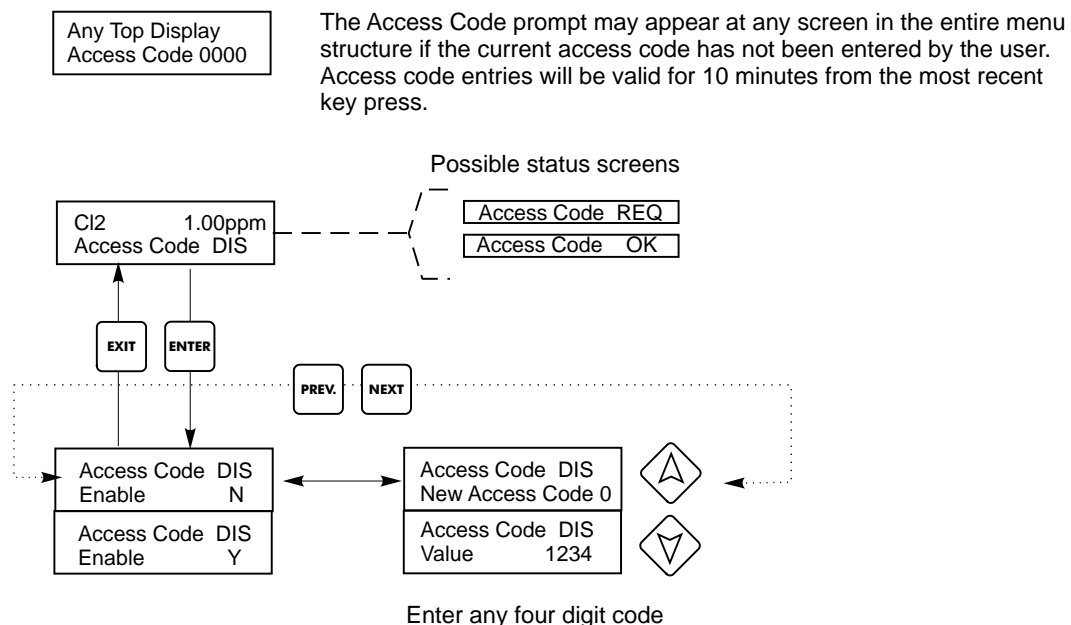 Any Top Display
Access Code 0000
The Access Code prompt may appear at any screen in the entire menu
structure if the current access code has not been entered by the user.
Access code entries will be valid for 10 minutes from the most recent
key press.
Possible status screens
Cl2 1.00ppm
Access Code DIS
Access Code REQ
Access Code OK
EXIT
ENTER
PREV.
NEXT
Access Code DIS
Enable N
Access Code DIS
Enable Y
Access Code DIS
New Access Code 0
Access Code DIS
Value 1234
Enter any four digit code